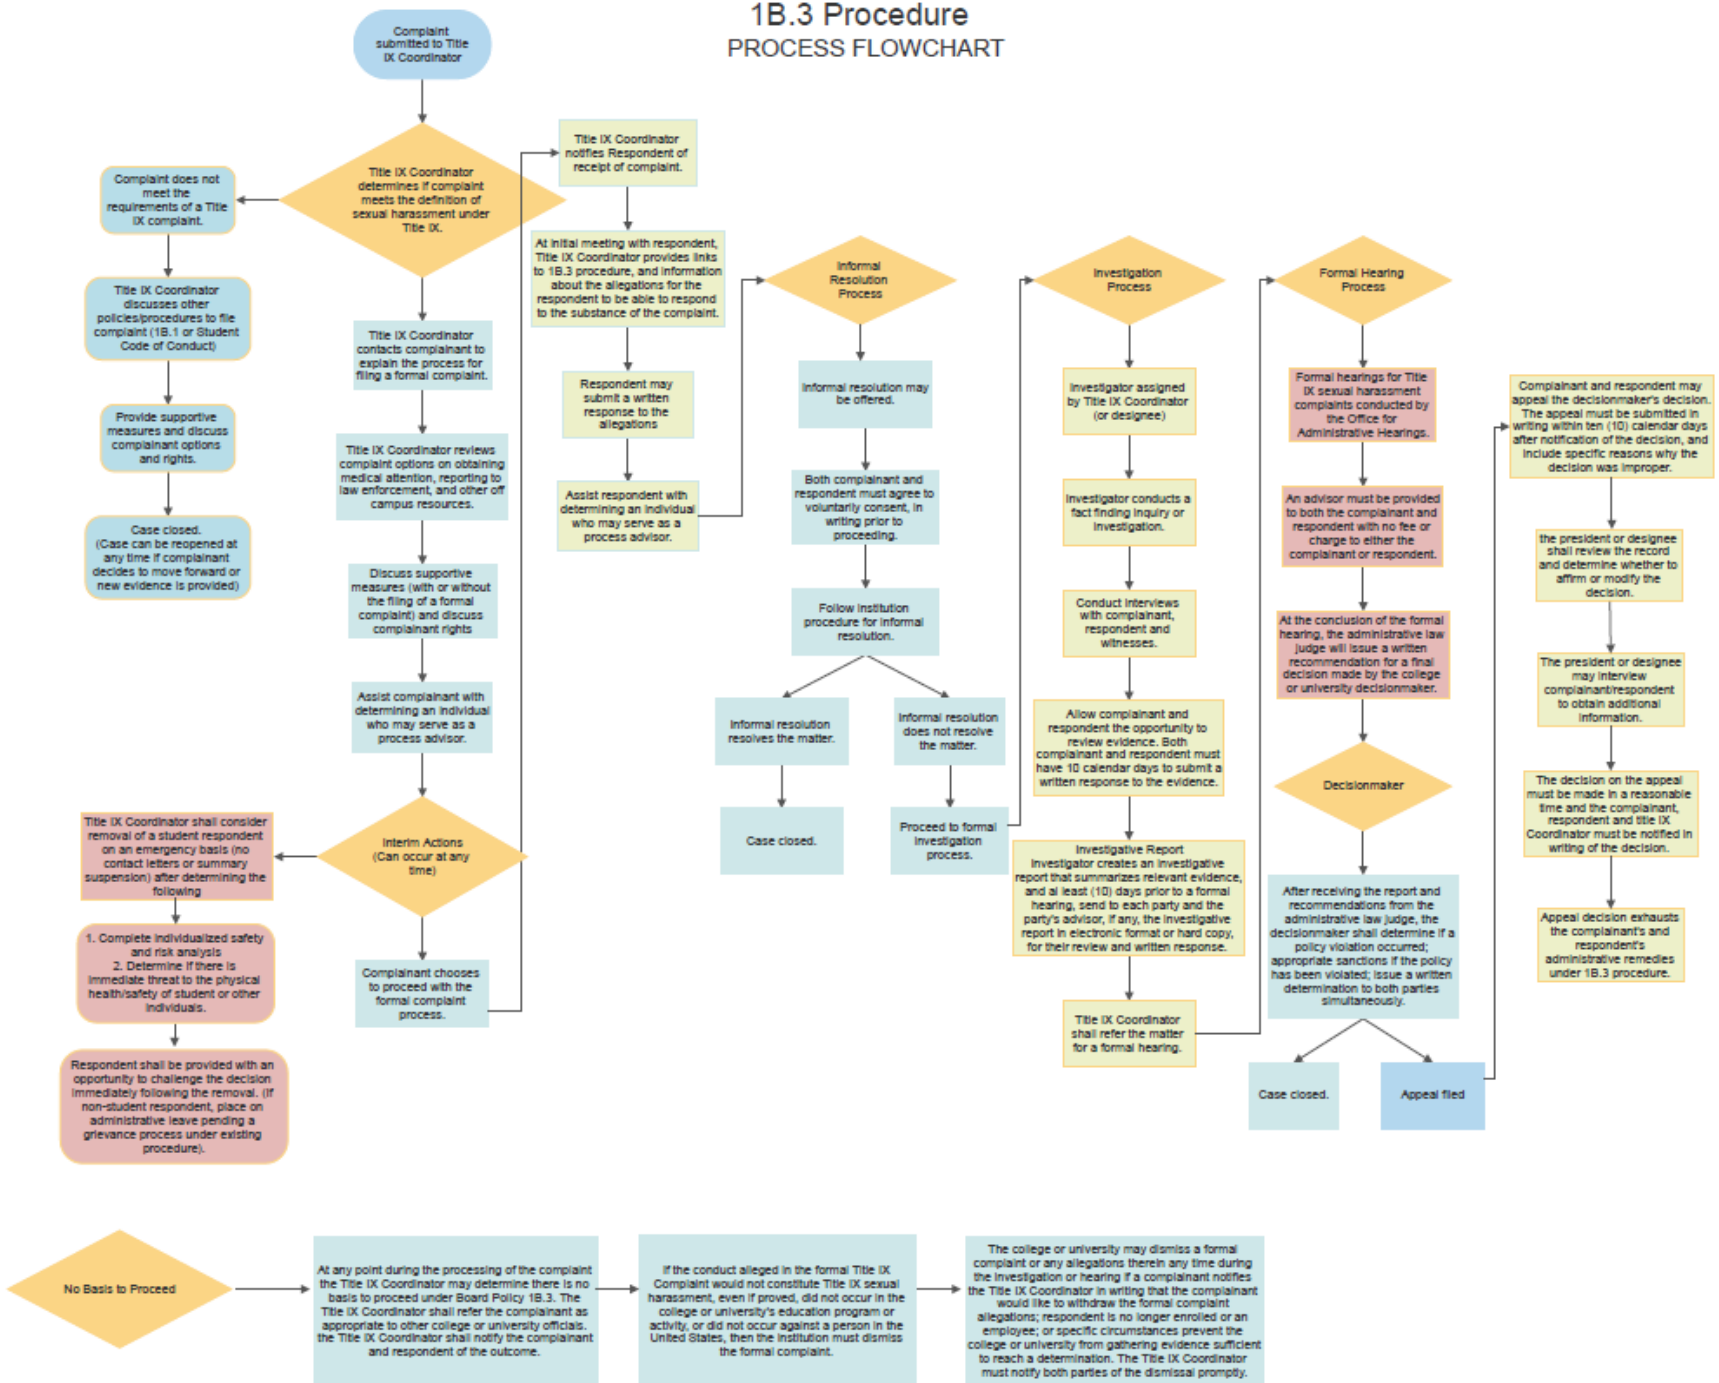 1B.3 Procedure
PROCESS FLOWCHART
Complaint
submitted to Title
IX Coordinator
Title IX Coordinator
determines if complaint
meets the definition of
sexual harassment under
Title IX.
Complaint does not
meet the
requirements of a Title
IX complaint.
Title IX Coordinator
discusses other
policies/procedures to file
complaint (1B.1 or Student
Code of Conduct)
Provide supportive
measures and discuss
complainant options
and rights.
Case closed.
(Case can be reopened at
any time if complainant
decides to move forward or
new evidence is provided)
Title IX Coordinator
contacts complainant to
explain the process for
filing a formal complaint.
Title IX Coordinator reviews
complaint options on obtaining
medical attention, reporting to
law enforcement, and other off
campus resources.
Discuss supportive
measures (with or without
the filing of a formal
complaint) and discuss
complainant rights
Assist complainant with
determining an individual
who may serve as a
process advisor.
Interim Actions
(Can occur at any
time)
Title IX Coordinator shall consider
removal of a student respondent
on an emergency basis (no
contact letters or summary
suspension) after determining the
following
1. Complete individualized safety
and risk analysis
2. Determine if there is
immediate threat to the physical
health/safety of student or other
individuals.
Respondent shall be provided with an
opportunity to challenge the decision
immediately following the removal. (If
non-student respondent, place on
administrative leave pending a
grievance process under existing
procedure).
Complainant chooses
to proceed with the
formal complaint
process.
Title IX Coordinator
notifies Respondent of
receipt of complaint.
At initial meeting with respondent,
Title IX Coordinator provides links
to 1B.3 procedure, and information
about the allegations for the
respondent to be able to respond
to the substance of the complaint.
Respondent may
submit a written
response to the
allegations
Assist respondent with
determining an individual
who may serve as a
process advisor.
Informal
Resolution
Process
Informal resolution may
be offered.
Both complainant and
respondent must agree to
voluntarily consent, in
writing prior to
proceeding.
Follow institution
procedure for informal
resolution.
Informal resolution
resolves the matter.
Case closed.
Informal resolution
does not resolve
the matter.
Proceed to formal
investigation
process.
Investigation
Process
Investigator assigned
by Title IX Coordinator
(or designee)
Investigator conducts a
fact finding inquiry or
investigation.
Conduct interviews
with complainant,
respondent and
witnesses.
Allow complainant and
respondent the opportunity to
review evidence. Both
complainant and respondent must
have 10 calendar days to submit a
written response to the evidence.
Investigative Report
Investigator creates an investigative
report that summarizes relevant evidence,
and al least (10) days prior to a formal
hearing, send to each party and the
party's advisor, if any, the investigative
report in electronic format or hard copy,
for their review and written response.
Title IX Coordinator
shall refer the matter
for a formal hearing.
Formal Hearing
Process
Formal hearings for Title
IX sexual harassment
complaints conducted by
the Office for
Administrative Hearings.
An advisor must be provided
to both the complainant and
respondent with no fee or
charge to either the
complainant or respondent.
At the conclusion of the formal
hearing, the administrative law
judge will issue a written
recommendation for a final
decision made by the college
or university decisionmaker.
Decisionmaker
After receiving the report and
recommendations from the
administrative law judge, the
decisionmaker shall determine if a
policy violation occurred;
appropriate sanctions if the policy
has been violated; issue a written
determination to both parties
simultaneously.
Case closed.
Appeal filed
Complainant and respondent may
appeal the decisionmaker's decision.
The appeal must be submitted in
writing within ten (10) calendar days
after notification of the decision, and
include specific reasons why the
decision was improper.
the president or designee
shall review the record
and determine whether to
affirm or modify the
decision.
The president or designee
may interview
complainant/respondent
to obtain additional
information.
The decision on the appeal
must be made in a reasonable
time and the complainant,
respondent and title IX
Coordinator must be notified in
writing of the decision.
Appeal decision exhausts
the complainant's and
respondent's
administrative remedies
under 1B.3 procedure.
No Basis to Proceed
At any point during the processing of the complaint
the Title IX Coordinator may determine there is no
basis to proceed under Board Policy 1B.3. The
Title IX Coordinator shall refer the complainant as
appropriate to other college or university officials.
the Title IX Coordinator shall notify the complainant
and respondent of the outcome.
If the conduct alleged in the formal Title IX
Complaint would not constitute Title IX sexual
harassment, even if proved, did not occur in the
college or university's education program or
activity, or did not occur against a person in the
United States, then the institution must dismiss
the formal complaint.
The college or university may dismiss a formal
complaint or any allegations therein any time during
the investigation or hearing if a complainant notifies
the Title IX Coordinator in writing that the complainant
would like to withdraw the formal complaint
allegations; respondent is no longer enrolled or an
employee; or specific circumstances prevent the
college or university from gathering evidence sufficient
to reach a determination. The Title IX Coordinator
must notify both parties of the dismissal promptly.